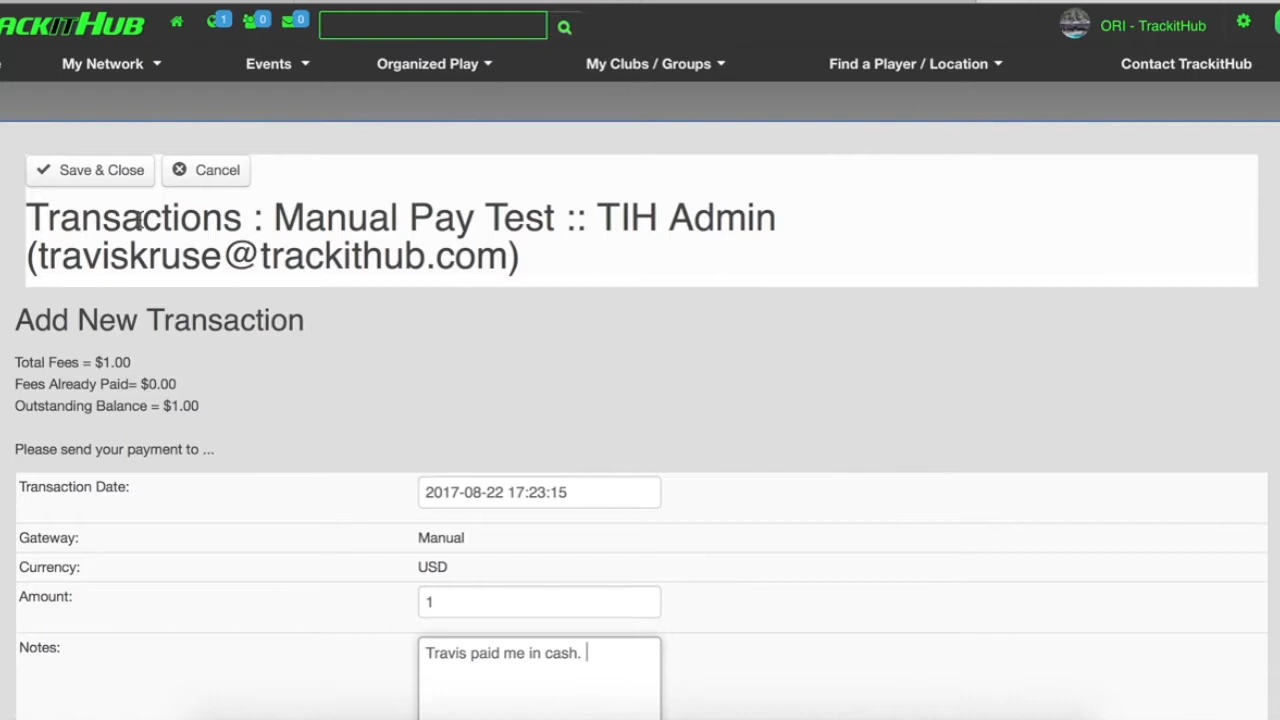 ACKITHUB
1
0
0
ORI - TrackitHub
My Network
Events
Organized Play
My Clubs / Groups
Find a Player / Location
Contact TrackitHub
Save & Close
Cancel
Transactions : Manual Pay Test :: TIH Admin
(traviskruse@trackithub.com)
Add New Transaction
Total Fees = $1.00
Fees Already Paid= $0.00
Outstanding Balance = $1.00
Please send your payment to ...
Transaction Date:
2017-08-22 17:23:15
Gateway:
Manual
Currency:
USD
Amount:
1
Notes:
Travis paid me in cash.